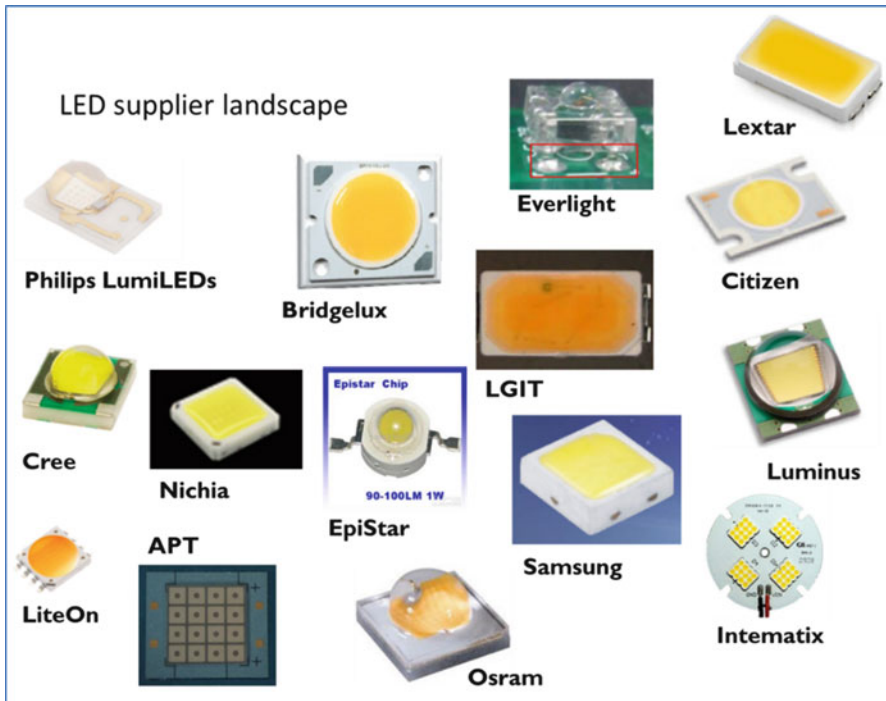 LED supplier landscape
Lextar
Everlight
Philips LumiLEDs
Bridgelux
Citizen
LGIT
Epistar Chip
90-100LM 1W
Cree
Nichia
EpiStar
Samsung
Luminus
LiteOn
APT
Osram
Intematix